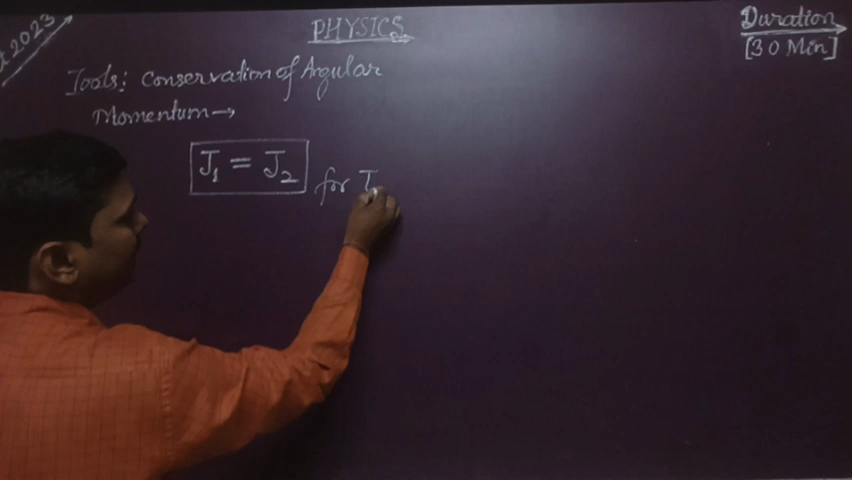 PHYSICS
Duration
[30 Min]
2023
Tools: Conservation of Angular
Momentum→
J₁ = J₂ for